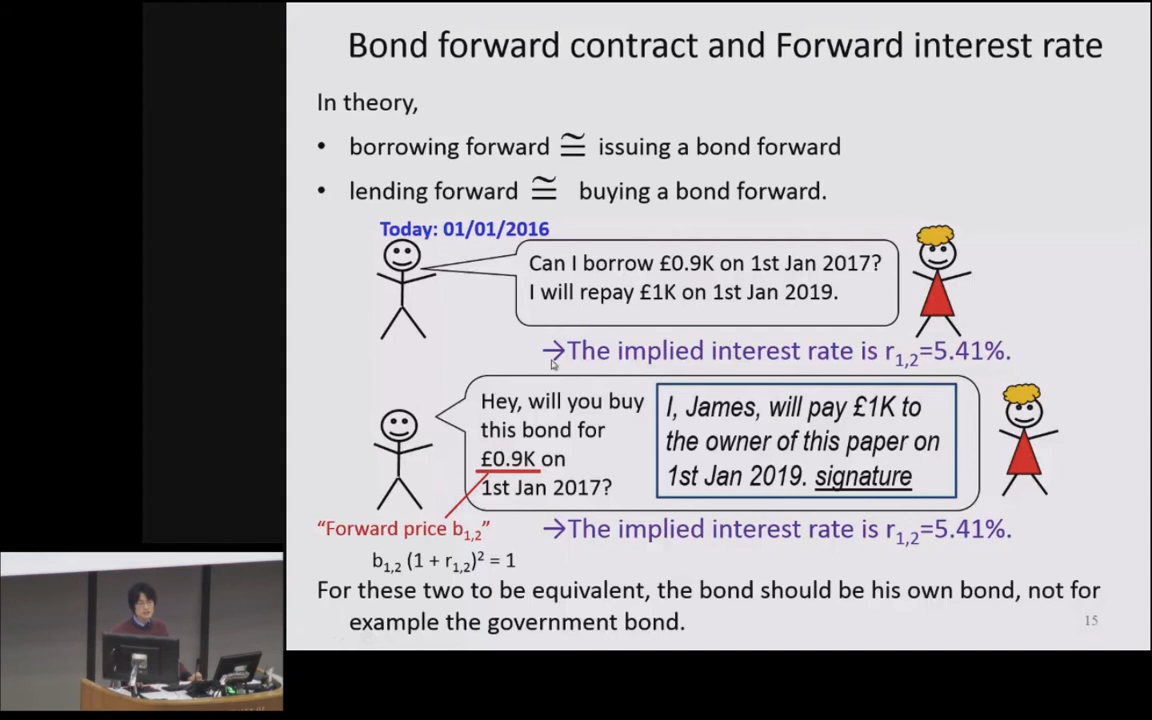 Bond forward contract and Forward interest rate
In theory,
• borrowing forward ≅ issuing a bond forward
• lending forward ≅ buying a bond forward.
Today: 01/01/2016
Can I borrow £0.9K on 1st Jan 2017?
I will repay £1K on 1st Jan 2019.
→The implied interest rate is r1,2=5.41%.
Hey, will you buy
this bond for
£0.9K on
1st Jan 2017?
I, James, will pay £1K to
the owner of this paper on
1st Jan 2019. signature
"Forward price b1,2"
→The implied interest rate is r1,2=5.41%.
b1,2 (1 + r1,2)² = 1
For these two to be equivalent, the bond should be his own bond, not for
example the government bond.
15